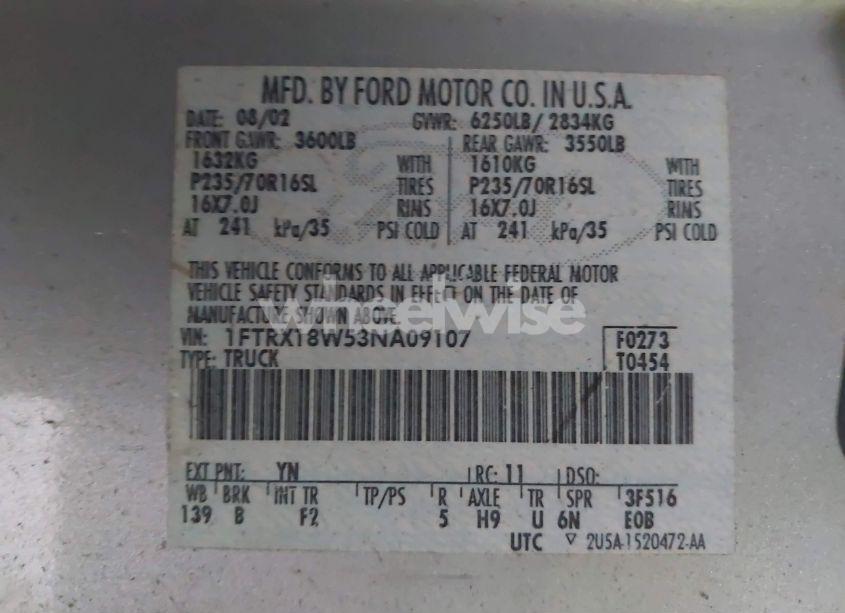 MFD. BY FORD MOTOR CO. IN U.S.A.
DATE: 08/02 GVWR: 6250LB/ 2834KG
FRONT GAWR: 3600LB REAR GAWR: 3550LB
1632KG WITH 1610KG WITH
P235/70R16SL TIRES P235/70R16SL TIRES
16X7.0J RIMS 16X7.0J RIMS
AT 241 kPa/35 PSI COLD AT 241 kPa/35 PSI COLD
THIS VEHICLE CONFORMS TO ALL APPLICABLE FEDERAL MOTOR
VEHICLE SAFETY STANDARDS IN EFFECT ON THE DATE OF
MANUFACTURE SHOWN ABOVE
wheelwise
VIN: 1FTRX18W53NA09107 F0273
TYPE: TRUCK T0454
EXT PNT: YN RC: 11 DSO:
WB BRK INT TR TP/PS R AXLE TR SPR 3F516
139 B F2 5 H9 U 6N EOB
UTC ▽ 2U5A-1520472-AA